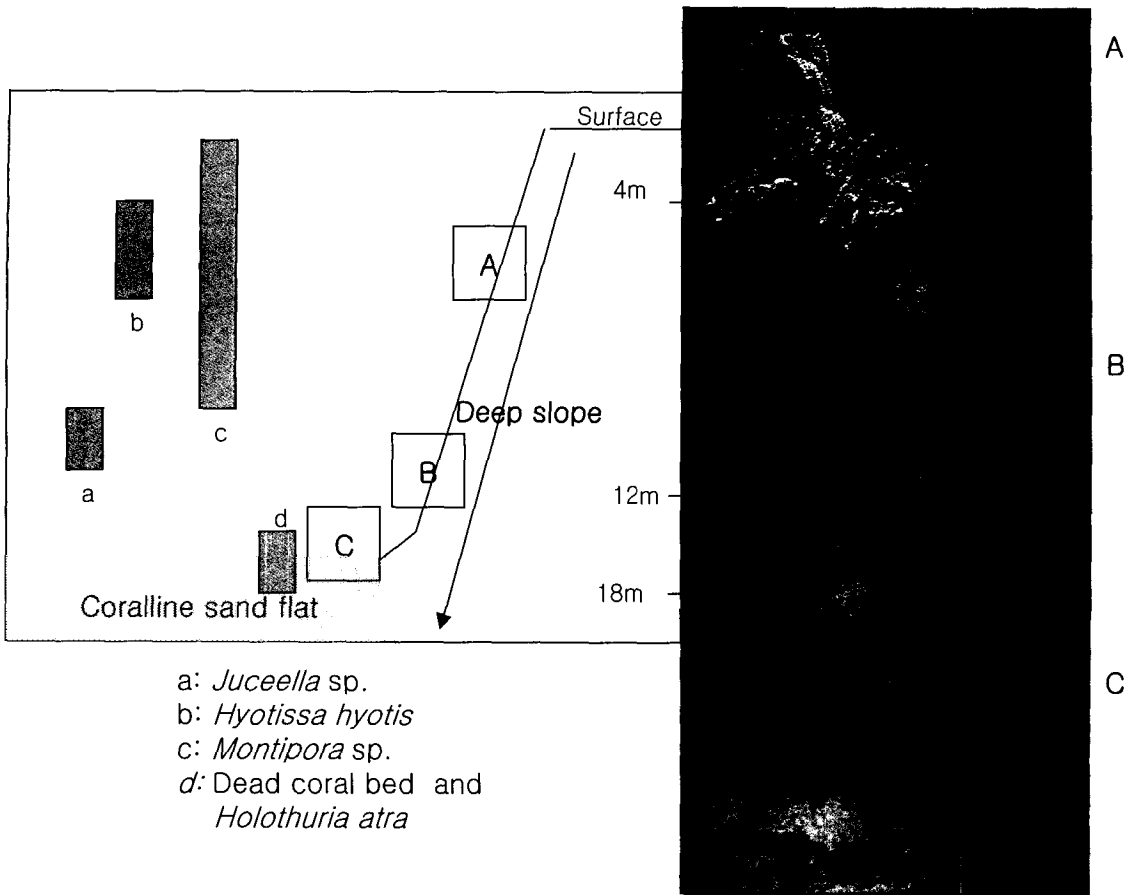 Surface
4m
A
b
c
Deep slope
a
B
12m
d
C
18m
Coralline sand flat
a: Juceella sp.
b: Hyotissa hyotis
c: Montipora sp.
d: Dead coral bed and
Holothuria atra
A
B
C